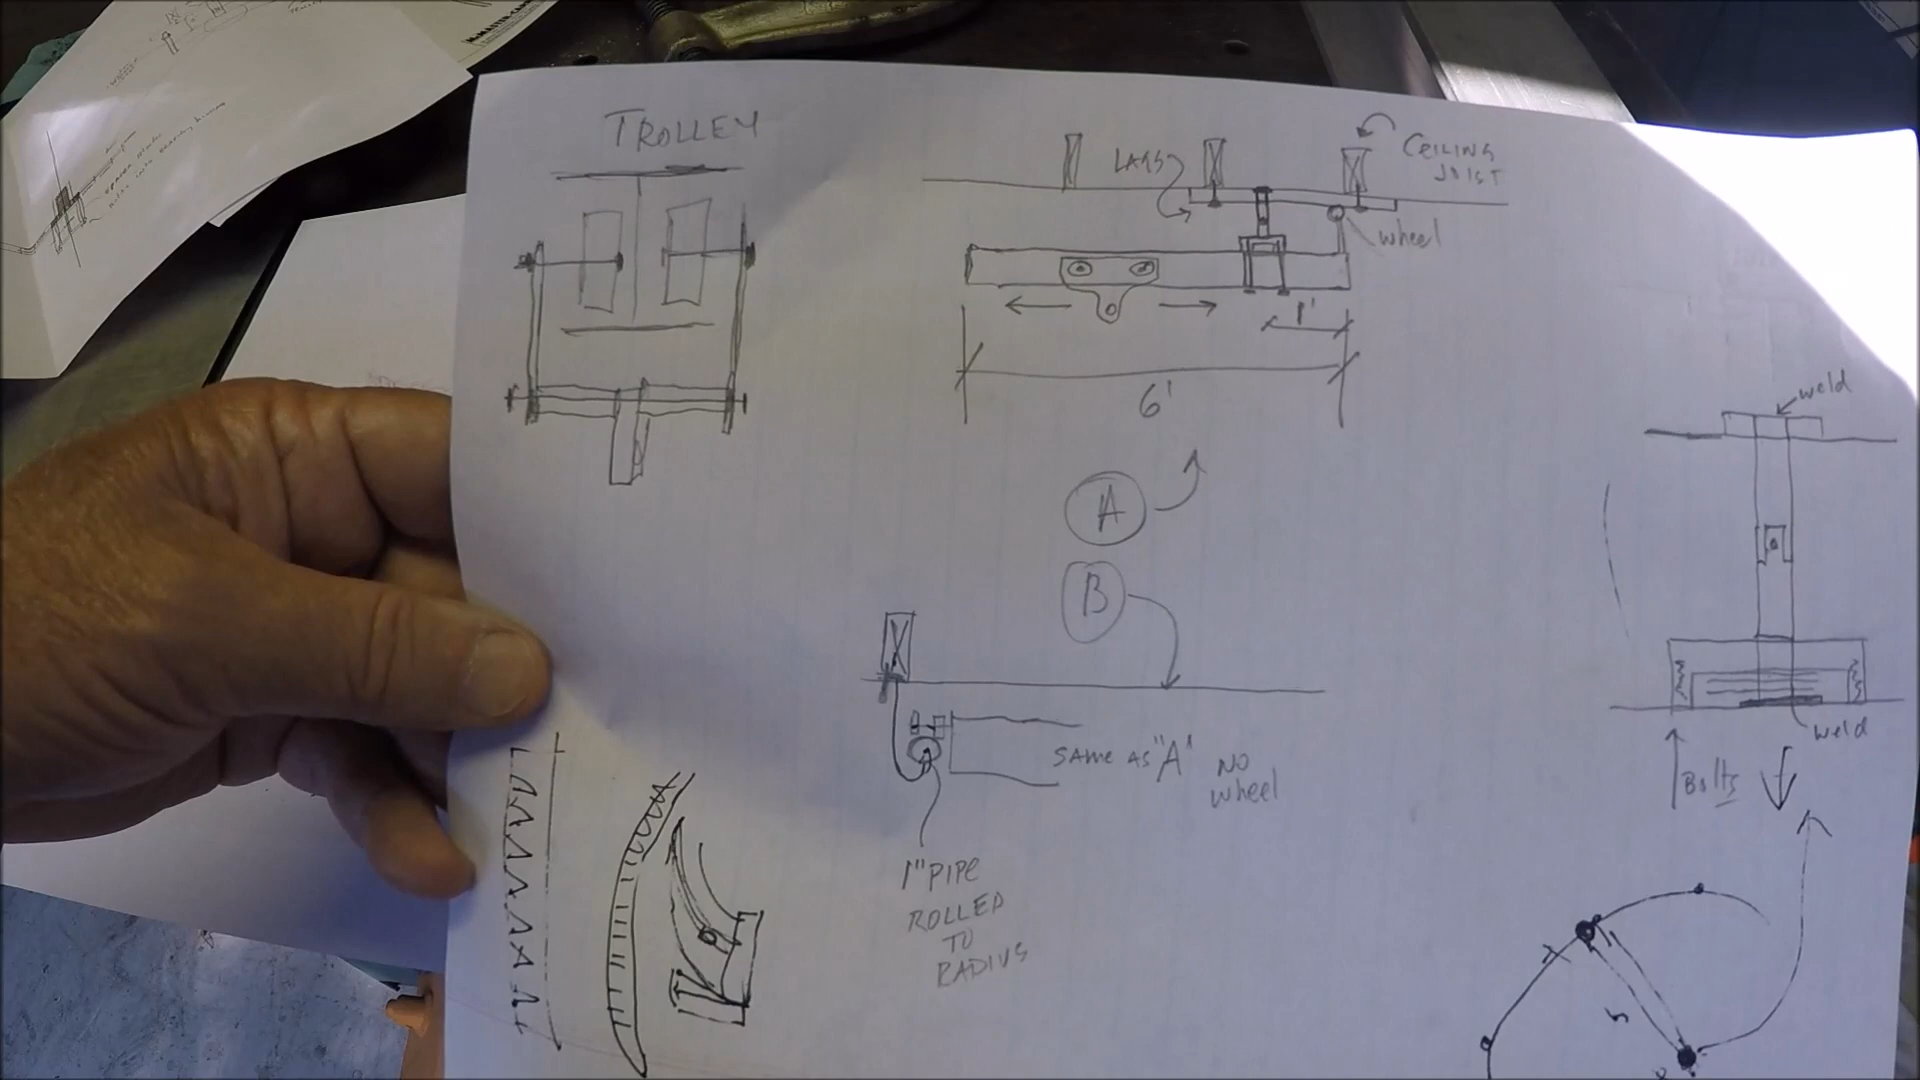 TROLLEY
LAGS
CEILING
JOIST
wheel
1'
6'
A
B
weld
SAME AS "A"
NO
wheel
weld
Bolts
1" PIPE
ROLLED
TO
RADIUS
5